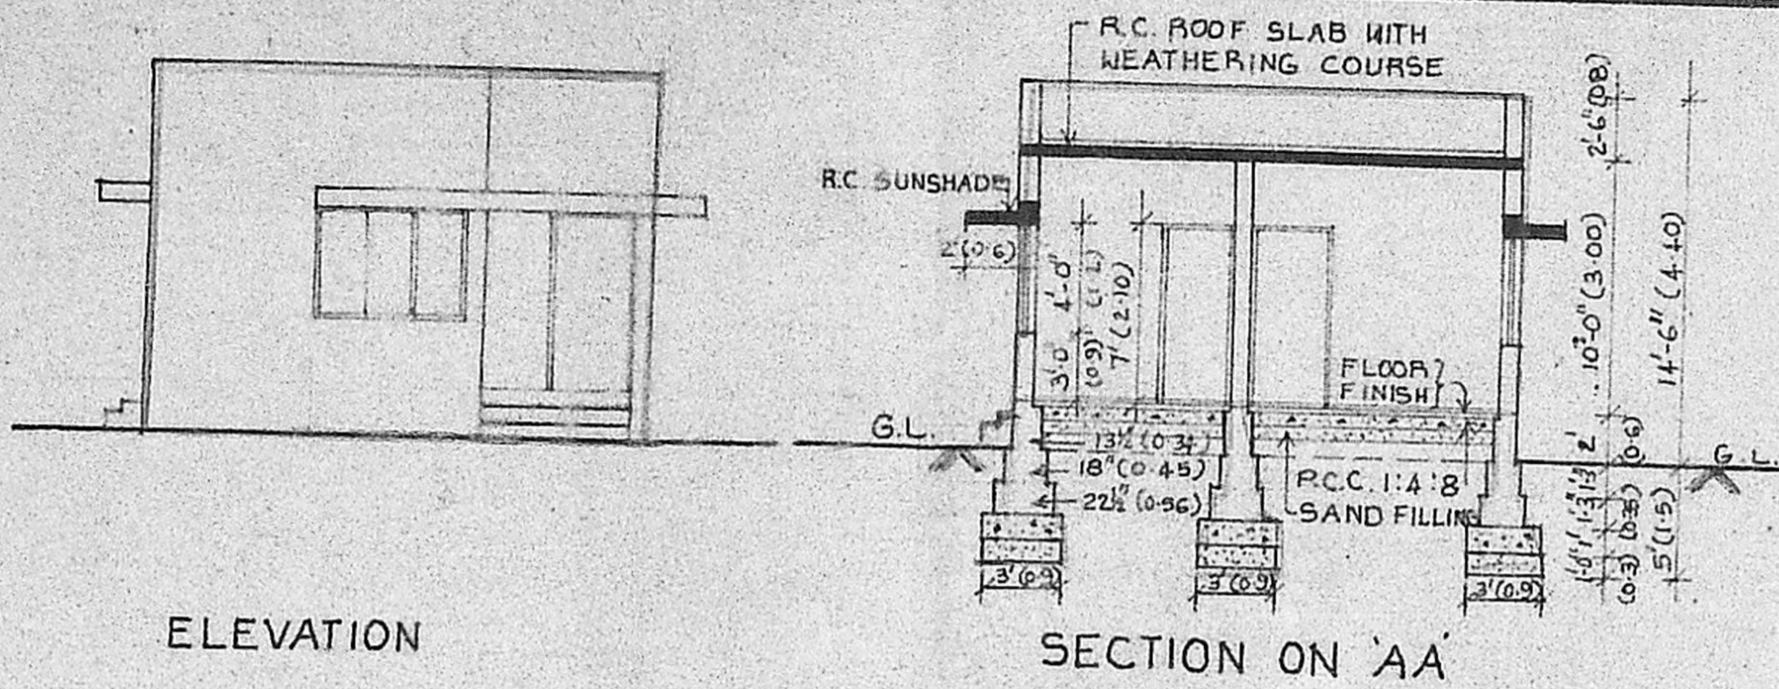 R.C. ROOF SLAB WITH
WEATHERING COURSE
R.C. SUNSHADE
2'(0.6)
3'.0' 4'-0'
(0.9)' (1.2)
7' (2.10)
2'-6" (0.8)
10'-0" (3.00)
14'-6" (4.40)
FLOOR
FINISH
G.L.
13½ (0.34)
18" (0.45)
22½" (0.56)
P.C.C. 1:4:8
SAND FILLING
2'
(0.6)
G.L.
(0.3)
5' (1.5)
3' (0.9)
3' (0.9)
3' (0.9)
ELEVATION
SECTION ON 'AA'